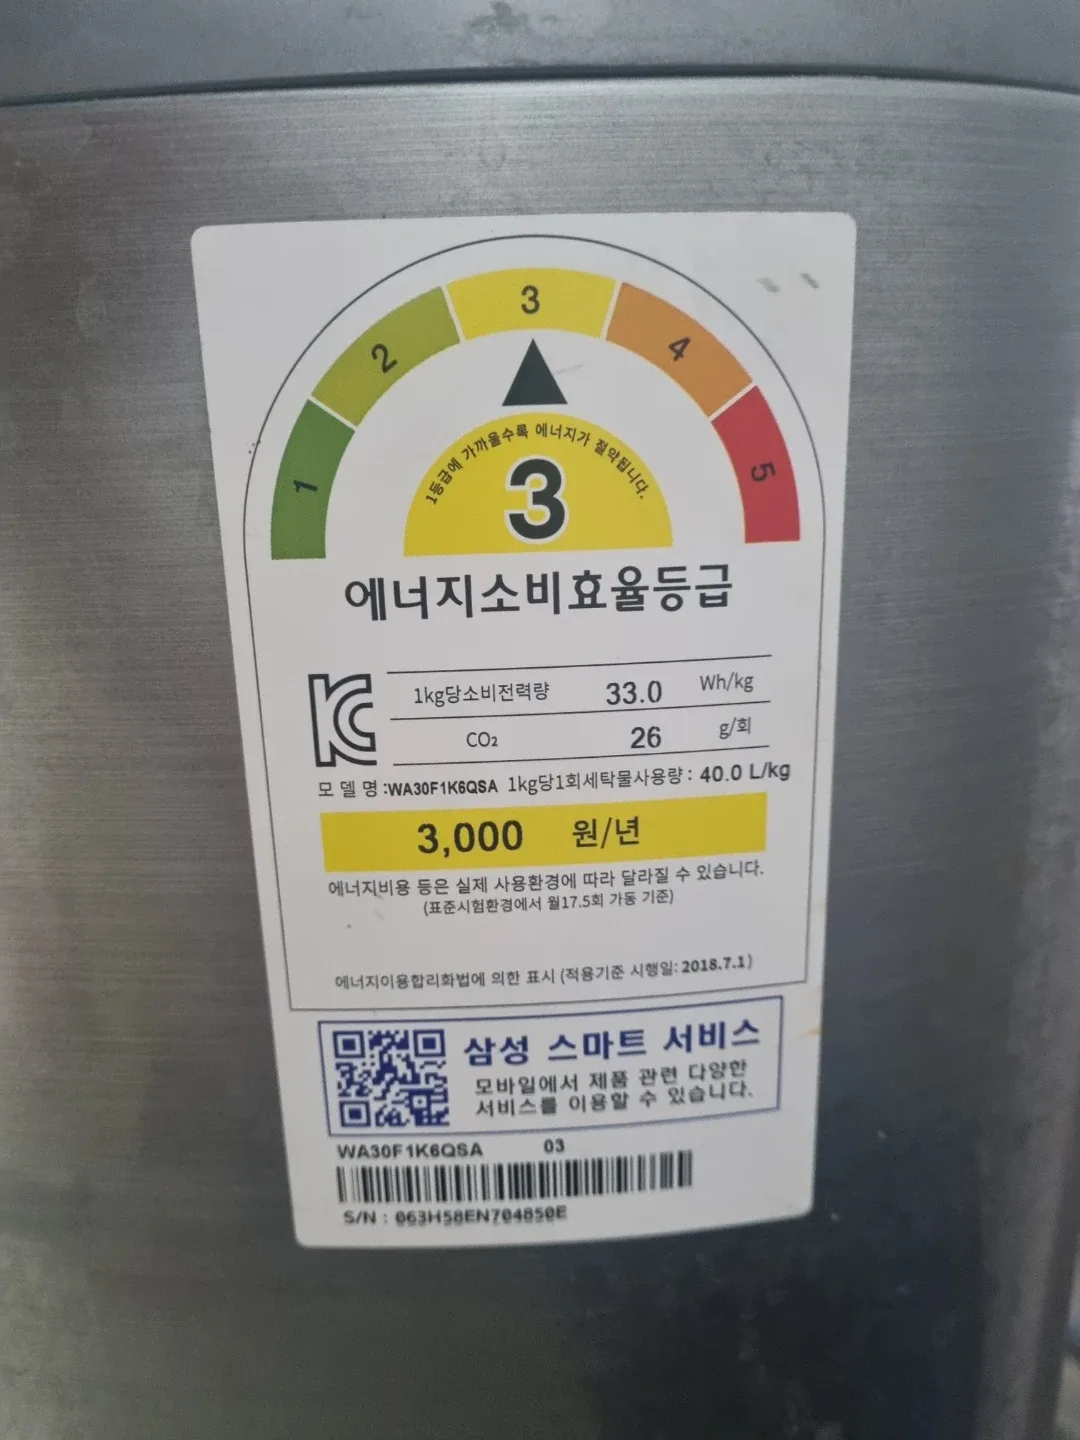 1
2
3
4
5
1등급에 가까울수록 에너지가 절약됩니다.
3
에너지소비효율등급
1kg당소비전력량 33.0 Wh/kg
CO₂ 26 g/회
모 델 명 :WA30F1K6QSA 1kg당1회세탁물사용량 : 40.0 L/kg
3,000 원/년
에너지비용 등은 실제 사용환경에 따라 달라질 수 있습니다.
(표준시험환경에서 월17.5회 가동 기준)
에너지이용합리화법에 의한 표시 (적용기준 시행일: 2018.7.1)
삼성 스마트 서비스
모바일에서 제품 관련 다양한
서비스를 이용할 수 있습니다.
WA30F1K6QSA 03
S/N : 063H58EN704850E